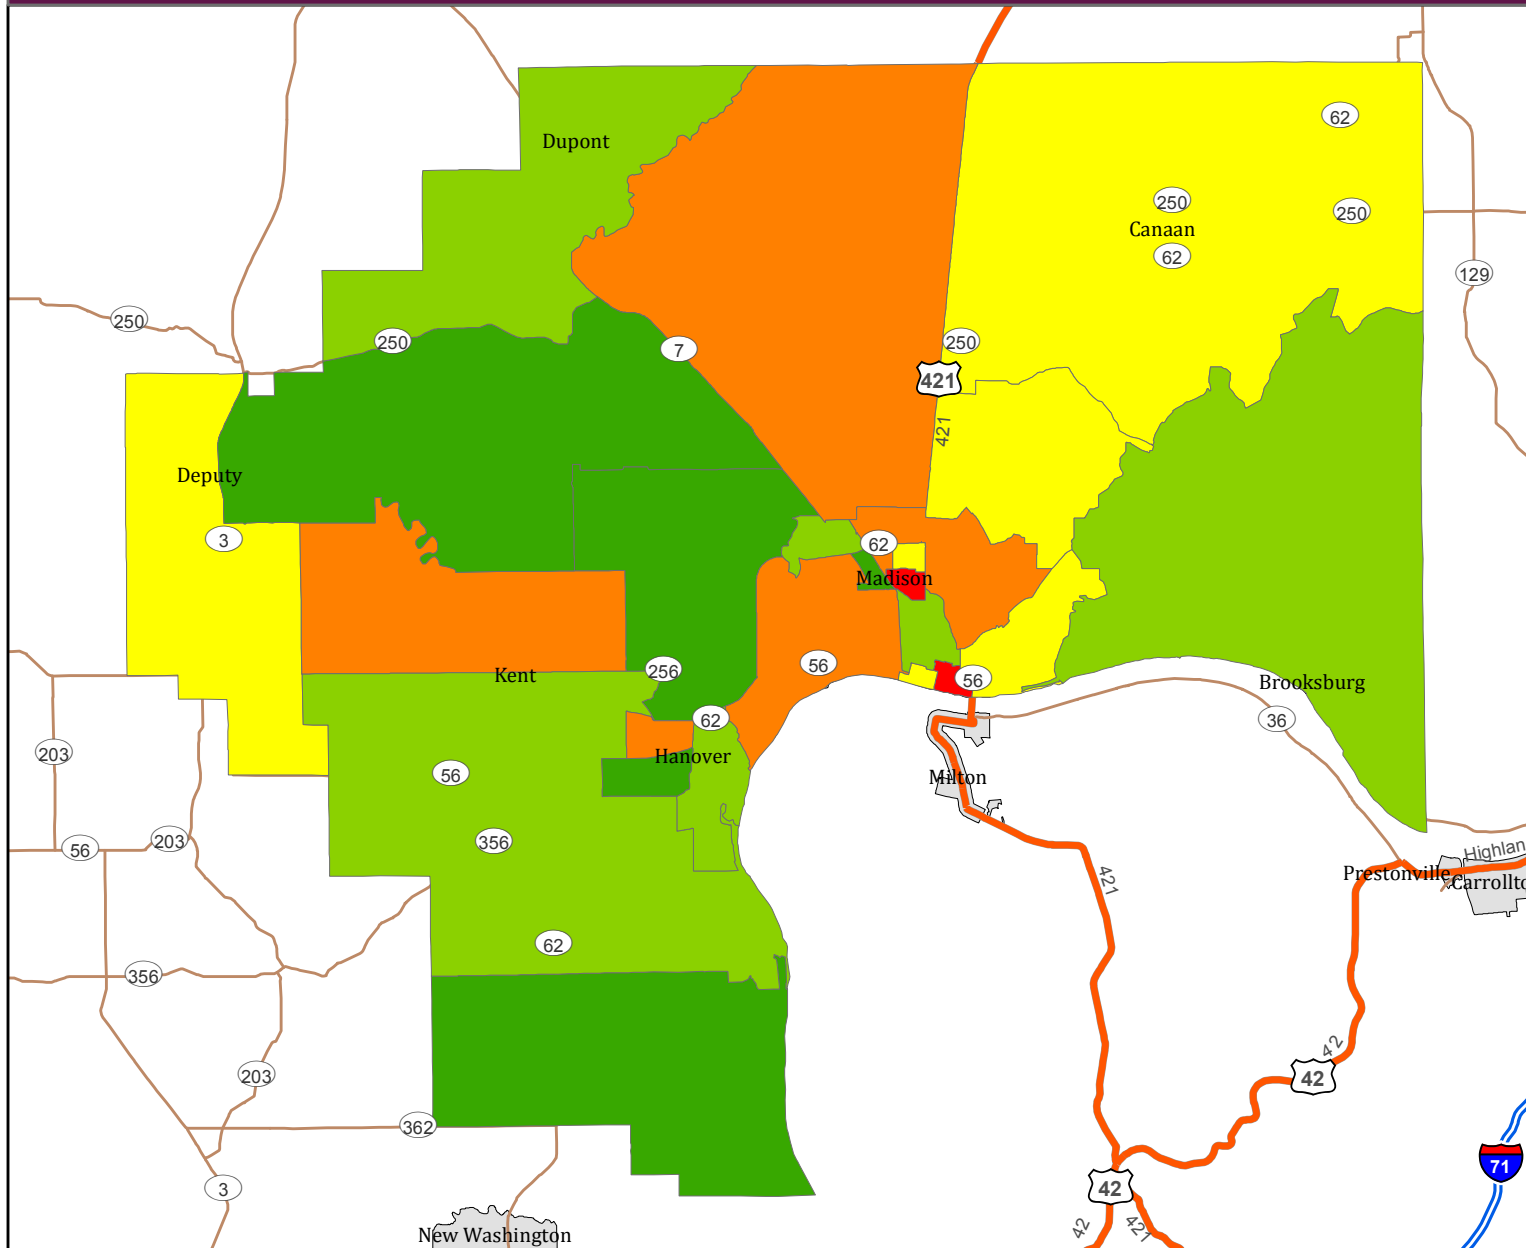 62
Dupont
250
250
Canaan
62
129
250
250
250
7
421
421
Deputy
3
62
Madison
56
256
Kent
56
Brooksburg
62
36
203
Hanover
56
Milton
203
356
56
Highlan
Prestonville
Carrollto
421
62
356
42
203
42
362
71
3
42
42
421
New Washington